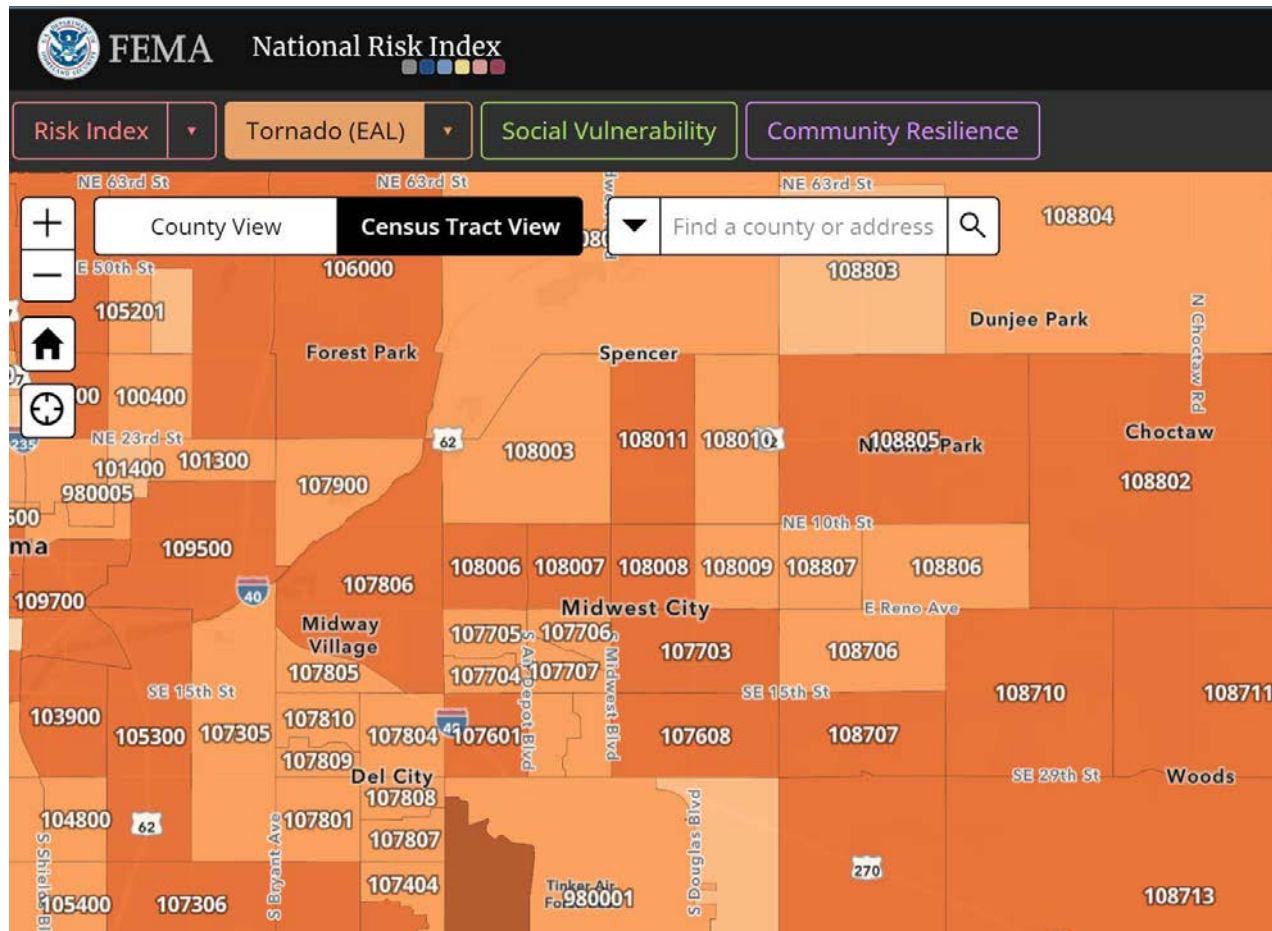 FEMA
National Risk Index
Risk Index
Tornado (EAL)
Social Vulnerability
Community Resilience
NE 63rd St
NE 63rd St
NE 63rd St
County View
Census Tract View
Find a county or address
108804
E 50th St
106000
108803
105201
Dunjee Park
N Choctaw Rd
Forest Park
Spencer
100400
NE 23rd St
62
108003
108011
108010
108805
Park
Choctaw
101400
101300
108802
980005
107900
235
NE 10th St
109500
107806
108006
108007
108008
108009
108807
108806
40
109700
Midwest City
E Reno Ave
Midway
Village
107705
107706
107703
108706
107805
107704
107707
S Air Depot Blvd
S Midwest Blvd
SE 15th St
SE 15th St
108710
108711
103900
105300
107305
107810
107804
107601
107608
108707
107809
Del City
SE 29th St
Woods
107808
104800
62
107801
107807
S Bryant Ave
S Douglas Blvd
270
107404
Tinker Air
980001
108713
105400
107306